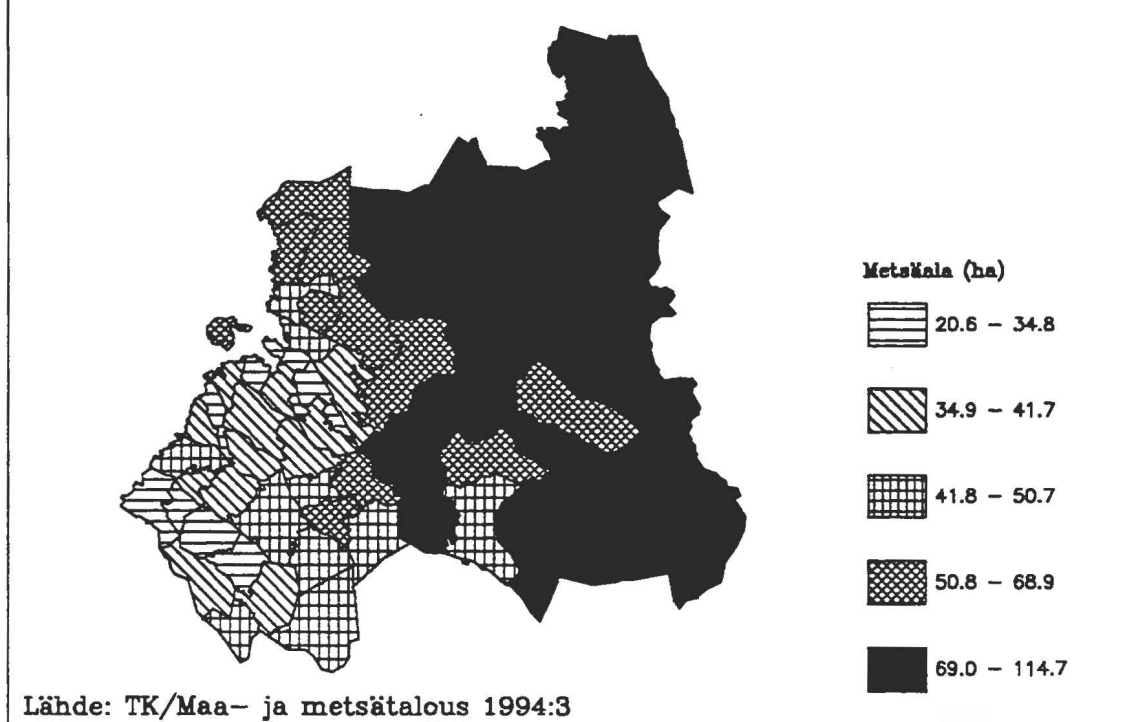 Metsäala (ha)
20.6 – 34.8
34.9 – 41.7
41.8 – 50.7
50.8 – 68.9
69.0 – 114.7
Lähde: TK/Maa– ja metsätalous 1994:3